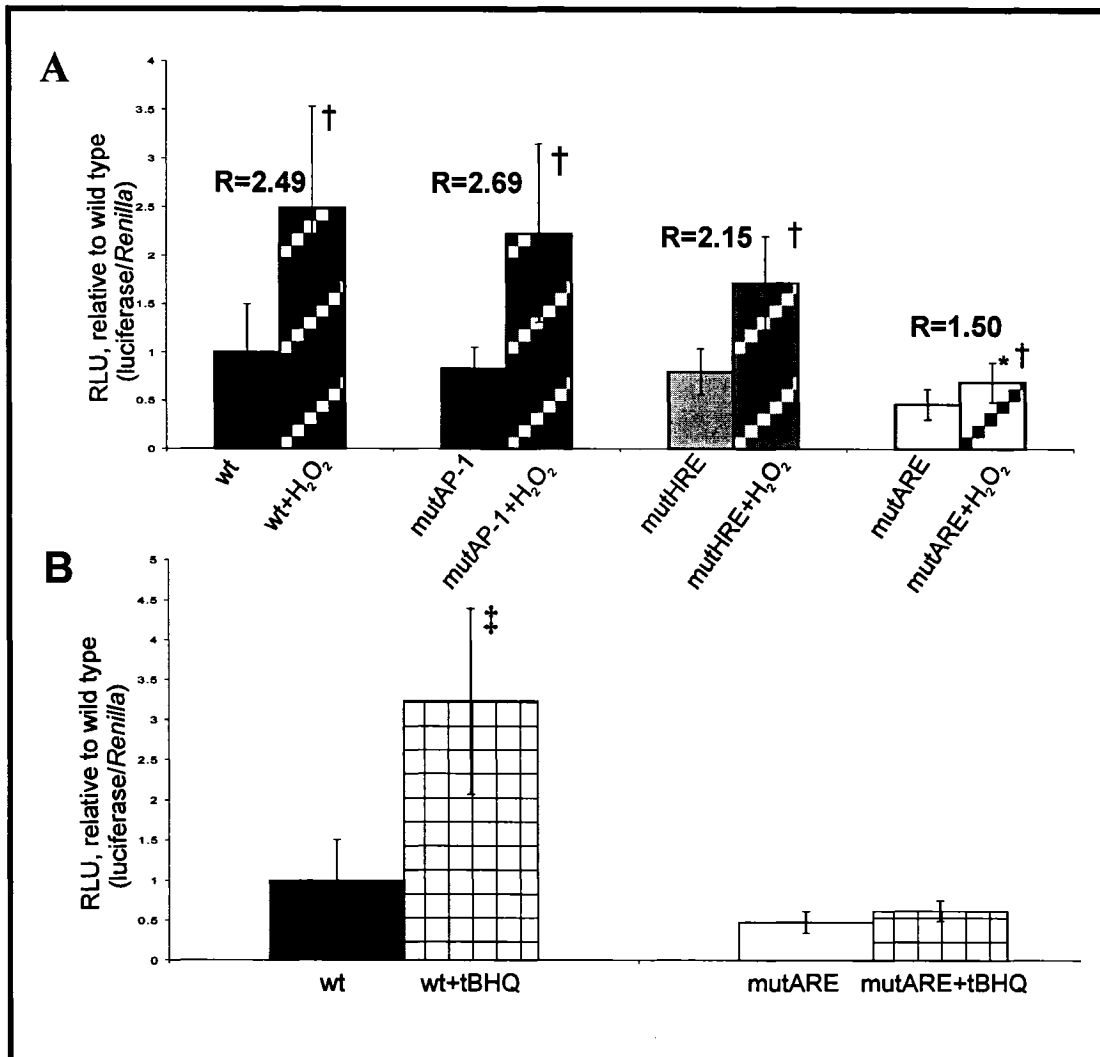 A
RLU, relative to wild type
(luciferase/Renilla)
4
3.5
3
2.5
2
1.5
1
0.5
0
R=2.49
†
R=2.69
†
R=2.15
†
R=1.50
*†
wt
wt+H₂O₂
mutAP-1
mutAP-1+H₂O₂
mutHRE
mutHRE+H₂O₂
mutARE
mutARE+H₂O₂
B
RLU, relative to wild type
(luciferase/Renilla)
5
4.5
4
3.5
3
2.5
2
1.5
1
0.5
0
‡
wt
wt+tBHQ
mutARE
mutARE+tBHQ